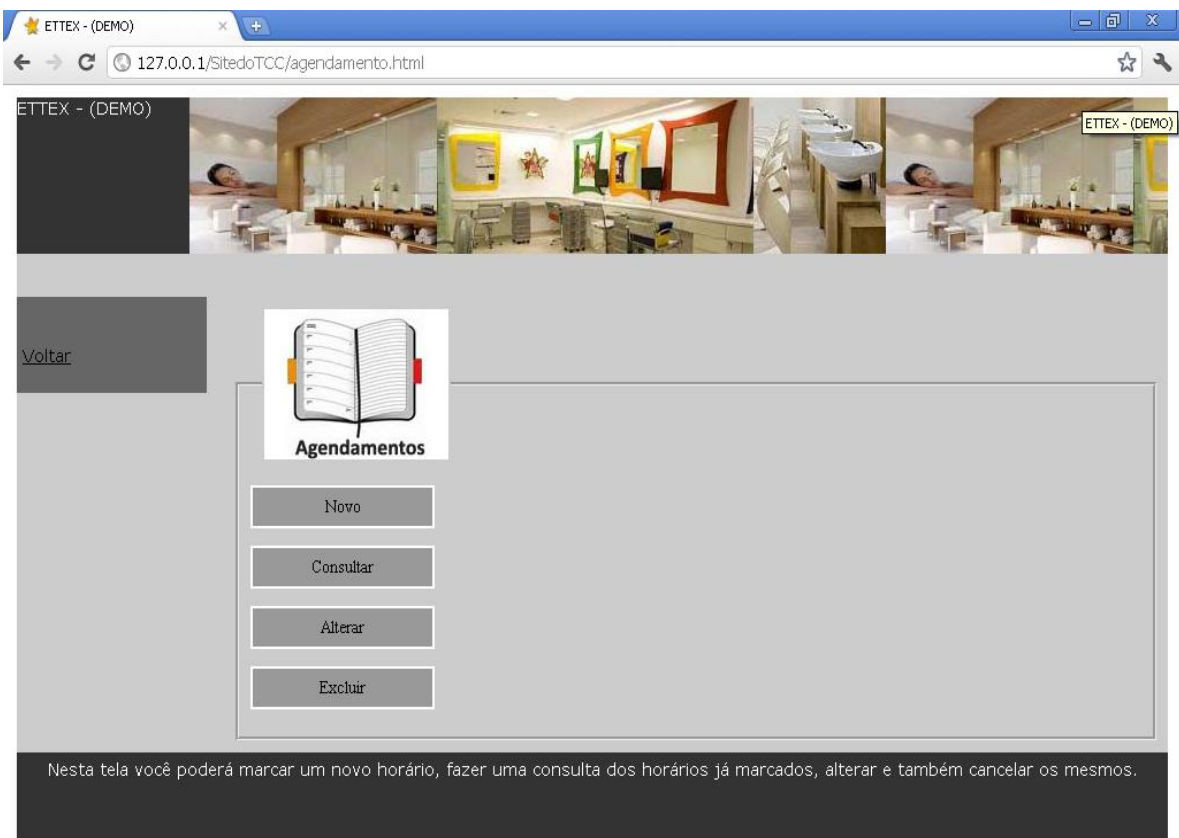 ETTEX - (DEMO)
127.0.0.1/SitedoTCC/agendamento.html
ETTEX - (DEMO)
ETTEX - (DEMO)
Voltar
Agendamentos
Novo
Consultar
Alterar
Excluir
Nesta tela você poderá marcar um novo horário, fazer uma consulta dos horários já marcados, alterar e também cancelar os mesmos.